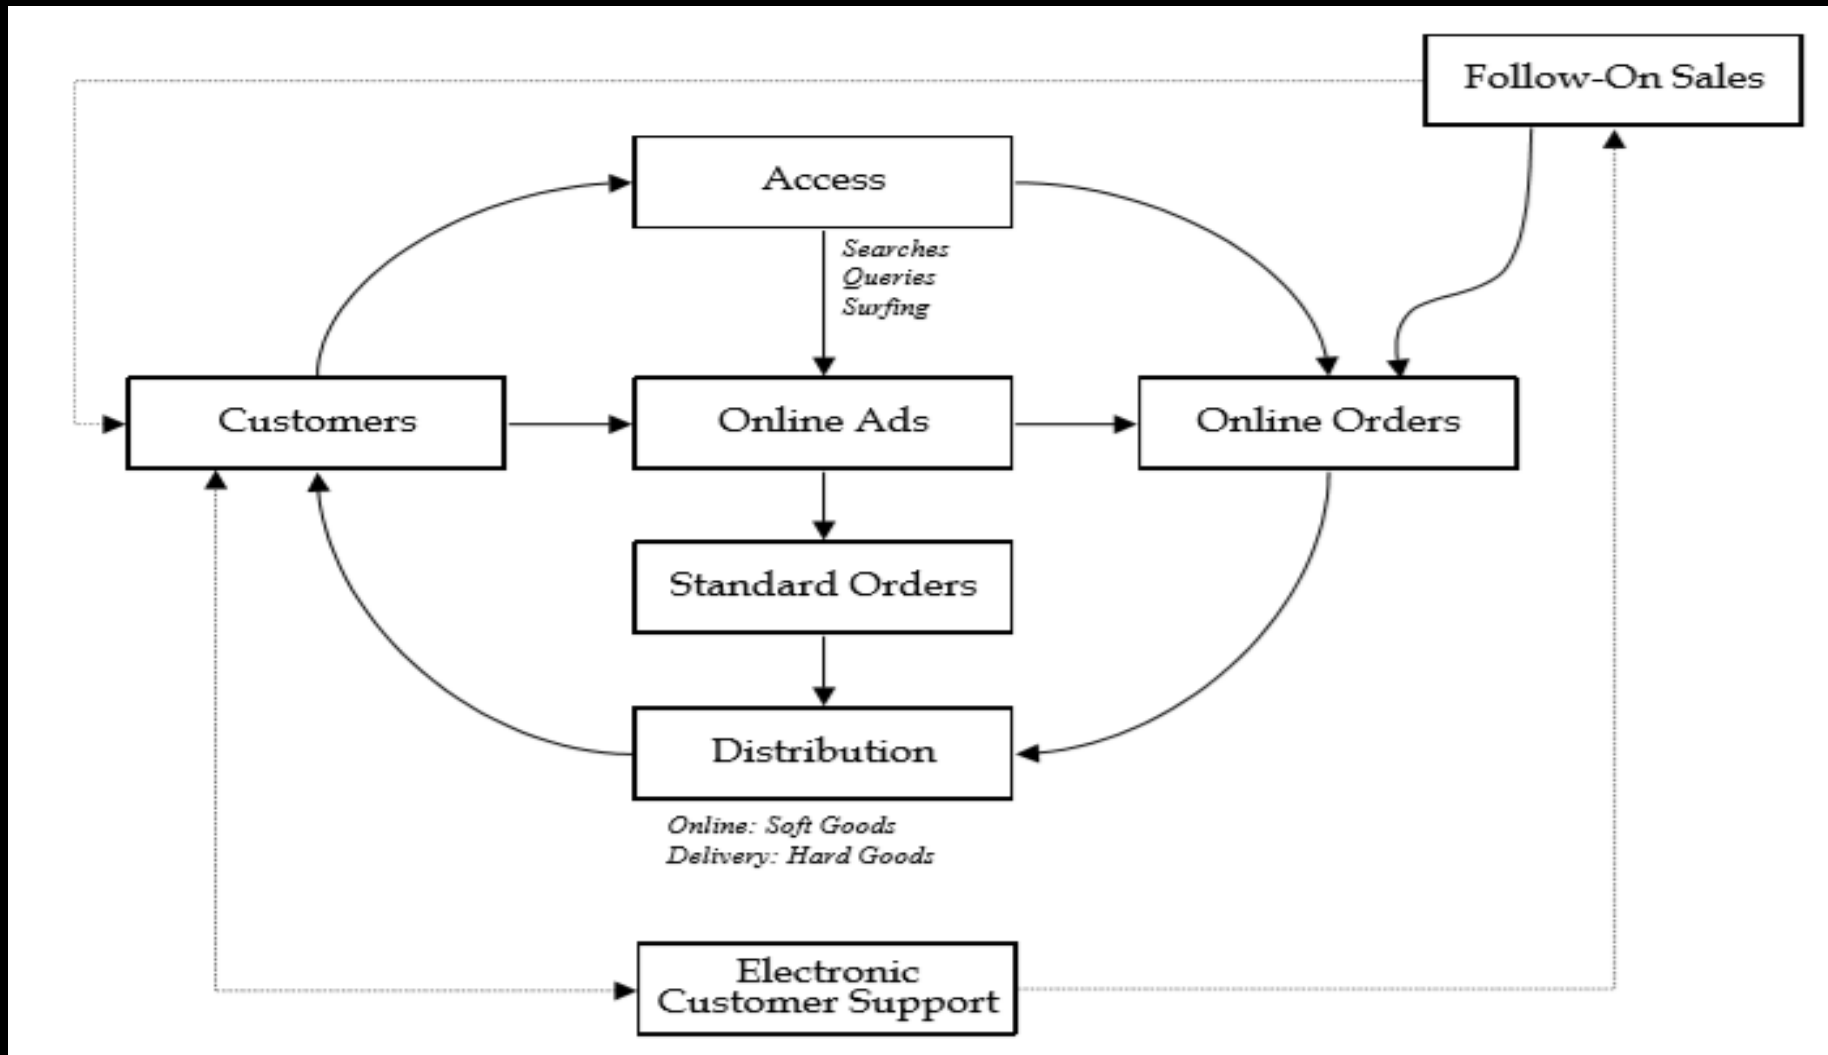 Follow-On Sales
Access
Searches
Queries
Surfing
Customers
Online Ads
Online Orders
Standard Orders
Distribution
Online: Soft Goods
Delivery: Hard Goods
Electronic
Customer Support